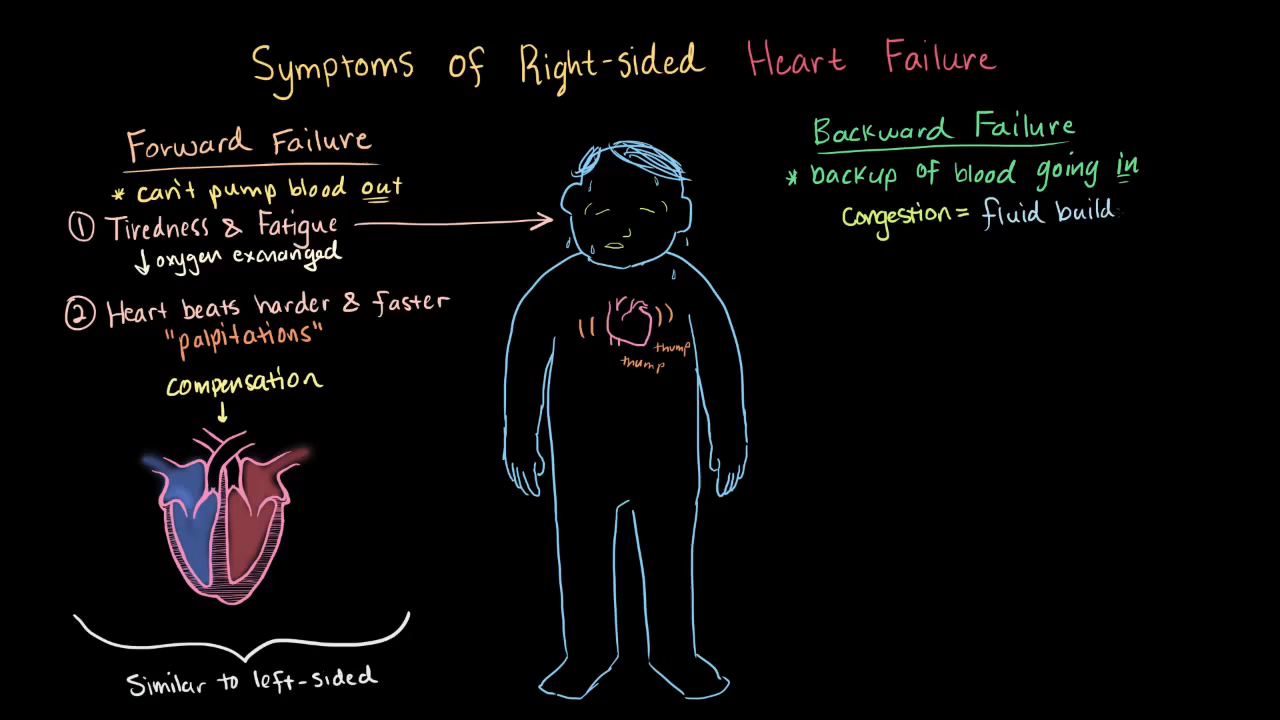 Symptoms of Right-sided Heart Failure
Forward Failure
* can't pump blood out
① Tiredness & Fatigue
↓ oxygen exchanged
② Heart beats harder & faster
"palpitations"
compensation
↓
Similar to left-sided
thump
thump
Backward Failure
* backup of blood going in
congestion = fluid build